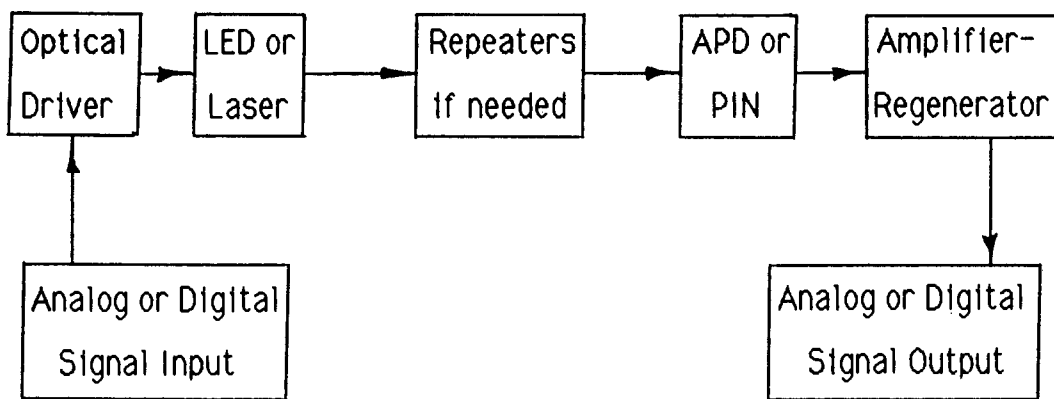 Optical
Driver
LED or
Laser
Repeaters
if needed
APD or
PIN
Amplifier-
Regenerator
Analog or Digital
Signal Input
Analog or Digital
Signal Output